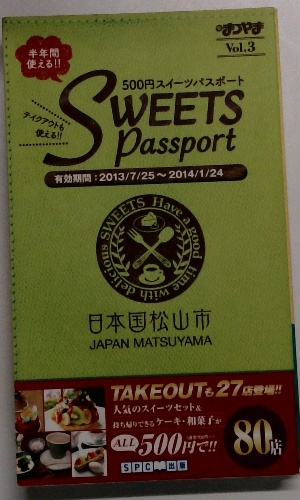 半年間
使える!!
まつやま
Vol.3
500円スイーツパスポート
SWEETS
Passport
テイクアウトも
使える!!
有効期間：2013/7/25～2014/1/24
SWEETS Have a good time with delicious
日本国松山市
JAPAN MATSUYAMA
TAKEOUTも27店登場!!
人気のスイーツセット&
持ち帰りできるケーキ・和菓子が
ALL 500円で!!
80店
SPC出版